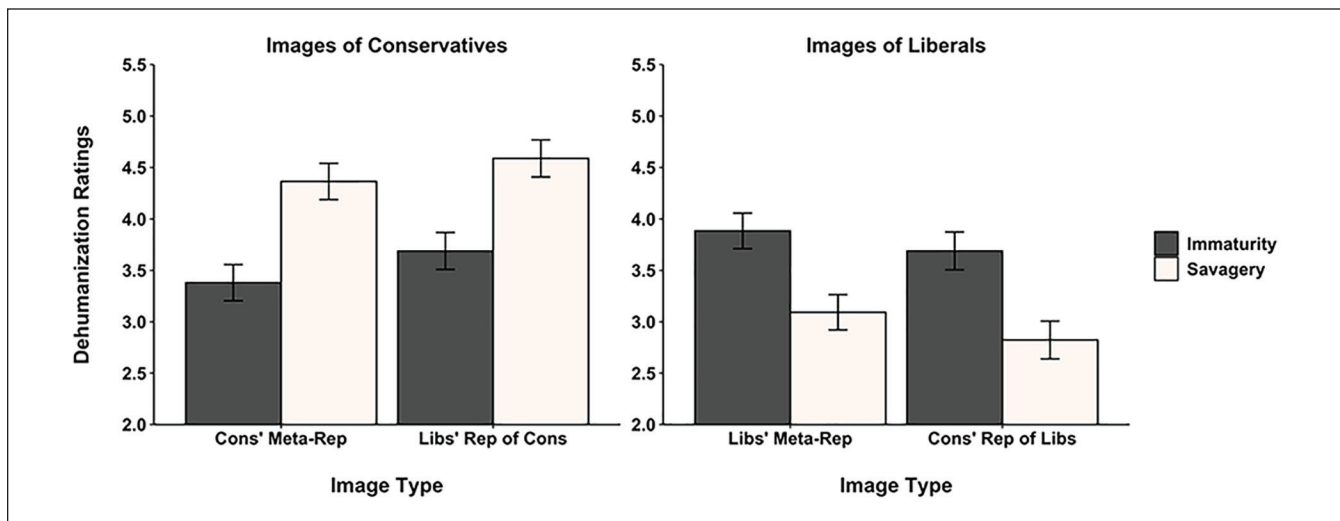 Images of Conservatives
Dehumanization Ratings
5.5
5.0
4.5
4.0
3.5
3.0
2.5
2.0
Cons' Meta-Rep Libs' Rep of Cons
Image Type
Images of Liberals
5.5
5.0
4.5
4.0
3.5
3.0
2.5
2.0
Libs' Meta-Rep Cons' Rep of Libs
Image Type
Immaturity
Savagery